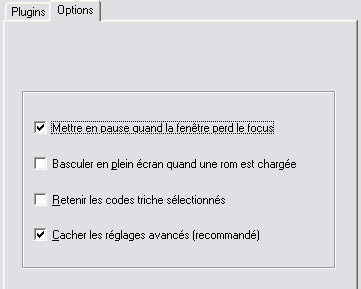 Plugins Options
Mettre en pause quand la fenêtre perd le focus
Basculer en plein écran quand une rom est chargée
Retenir les codes triche sélectionnés
Cacher les réglages avancés (recommandé)